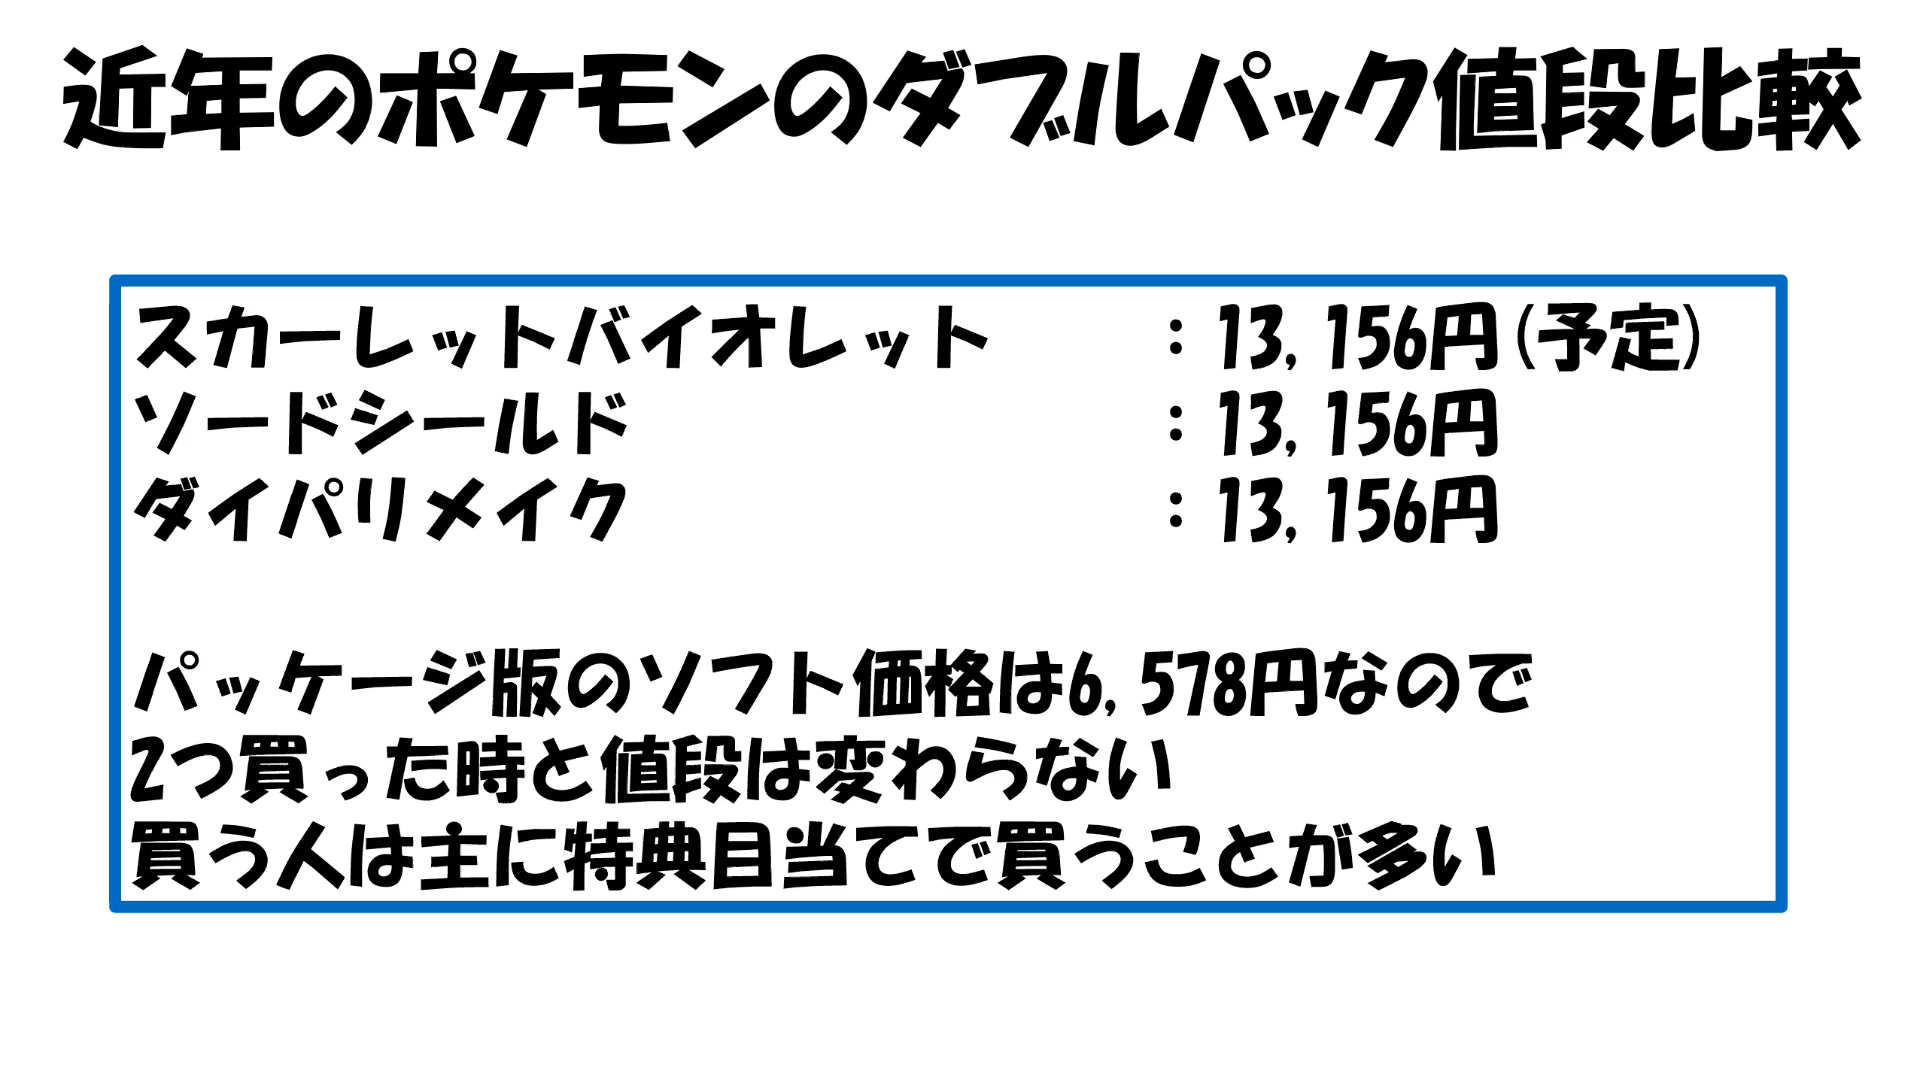 近年のポケモンのダブルパック値段比較
スカーレットバイオレット　　：13,156円(予定)
ソードシールド　　　　　　　：13,156円
ダイパリメイク　　　　　　　：13,156円
パッケージ版のソフト価格は6,578円なので
2つ買った時と値段は変わらない
買う人は主に特典目当てで買うことが多い